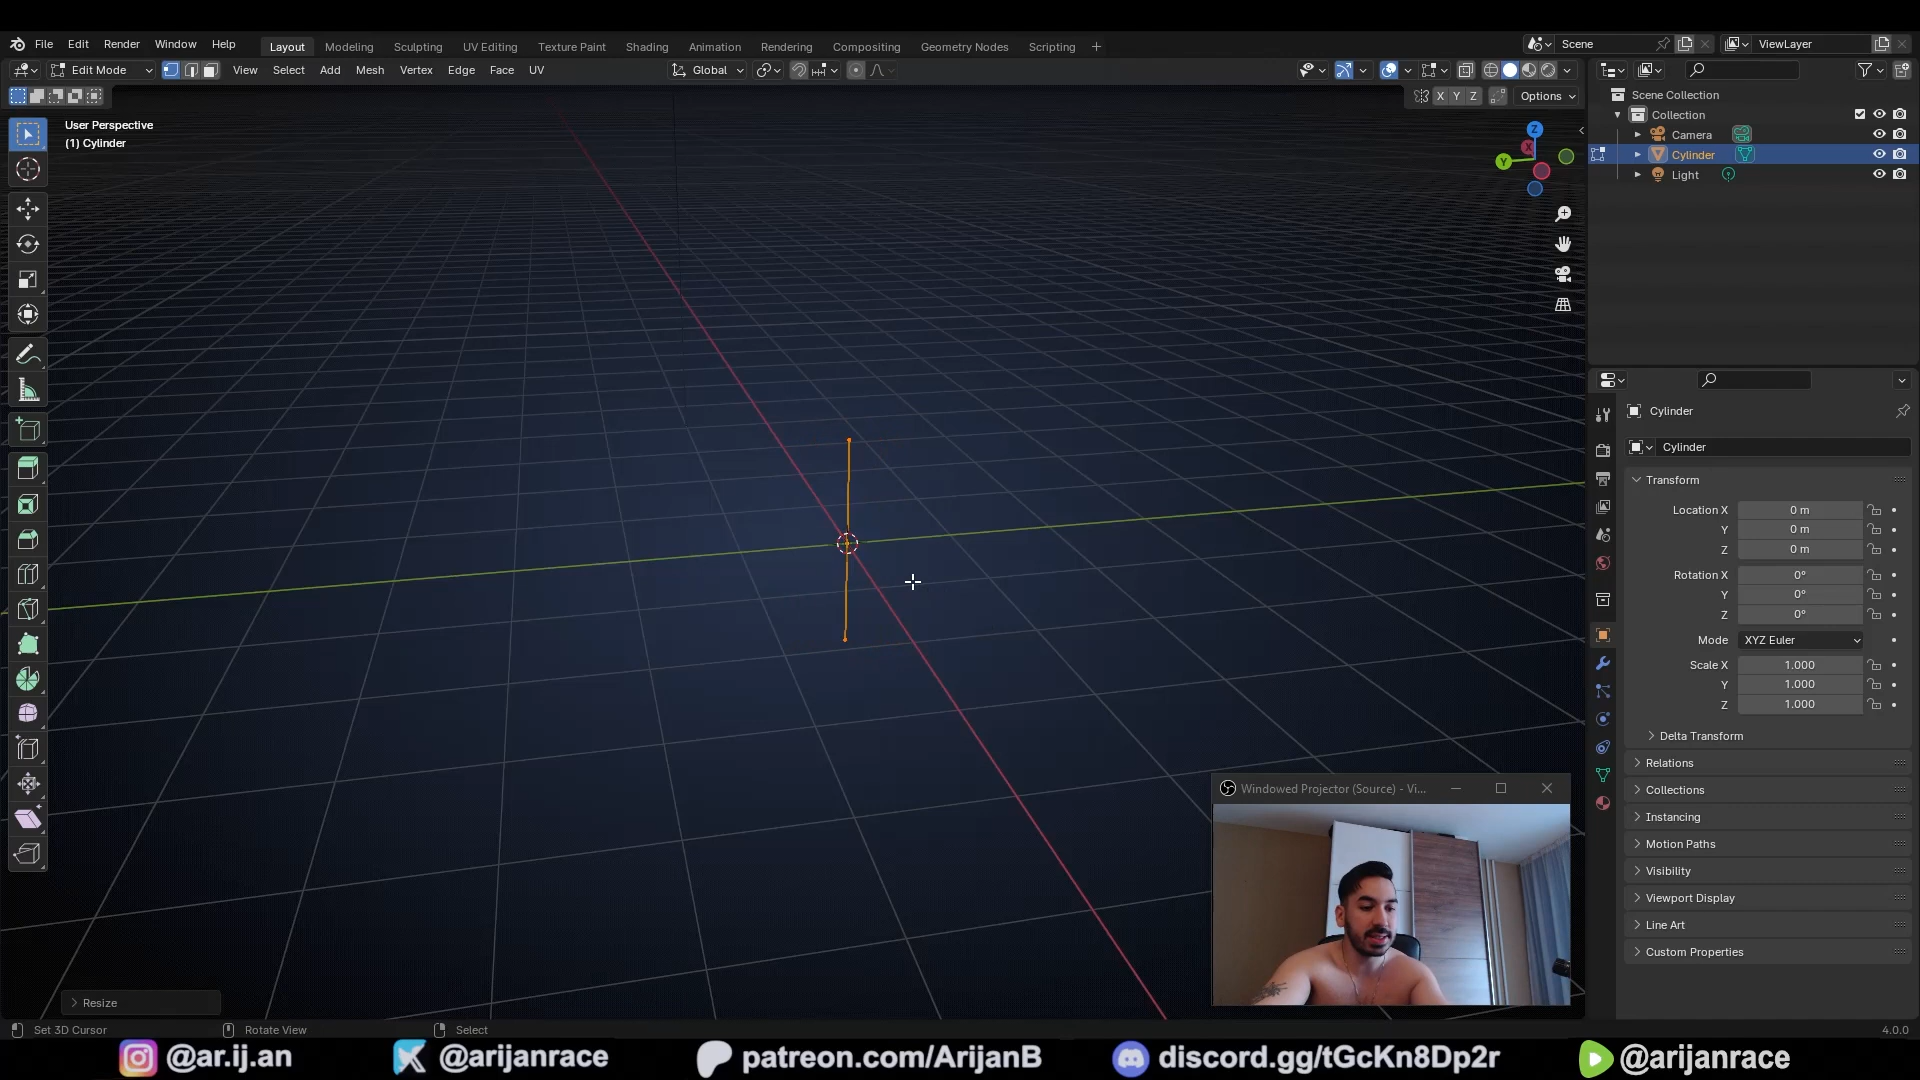 File Edit Render Window Help
Layout Modeling Sculpting UV Editing Texture Paint Shading Animation Rendering Compositing Geometry Nodes Scripting +
Scene
ViewLayer
Edit Mode
View Select Add Mesh Vertex Edge Face UV
Global
X Y Z
Options
User Perspective
(1) Cylinder
Z
X
Y
Scene Collection
Collection
Camera
Cylinder
Light
Cylinder
Cylinder
Transform
Location X 0 m
Y 0 m
Z 0 m
Rotation X 0°
Y 0°
Z 0°
Mode XYZ Euler
Scale X 1.000
Y 1.000
Z 1.000
Delta Transform
Relations
Collections
Instancing
Motion Paths
Visibility
Viewport Display
Line Art
Custom Properties
Windowed Projector (Source) - Vi...
Resize
Set 3D Cursor
Rotate View
Select
4.0.0
@ar.ij.an
@arijanrace
patreon.com/ArijanB
discord.gg/tGcKn8Dp2r
@arijanrace